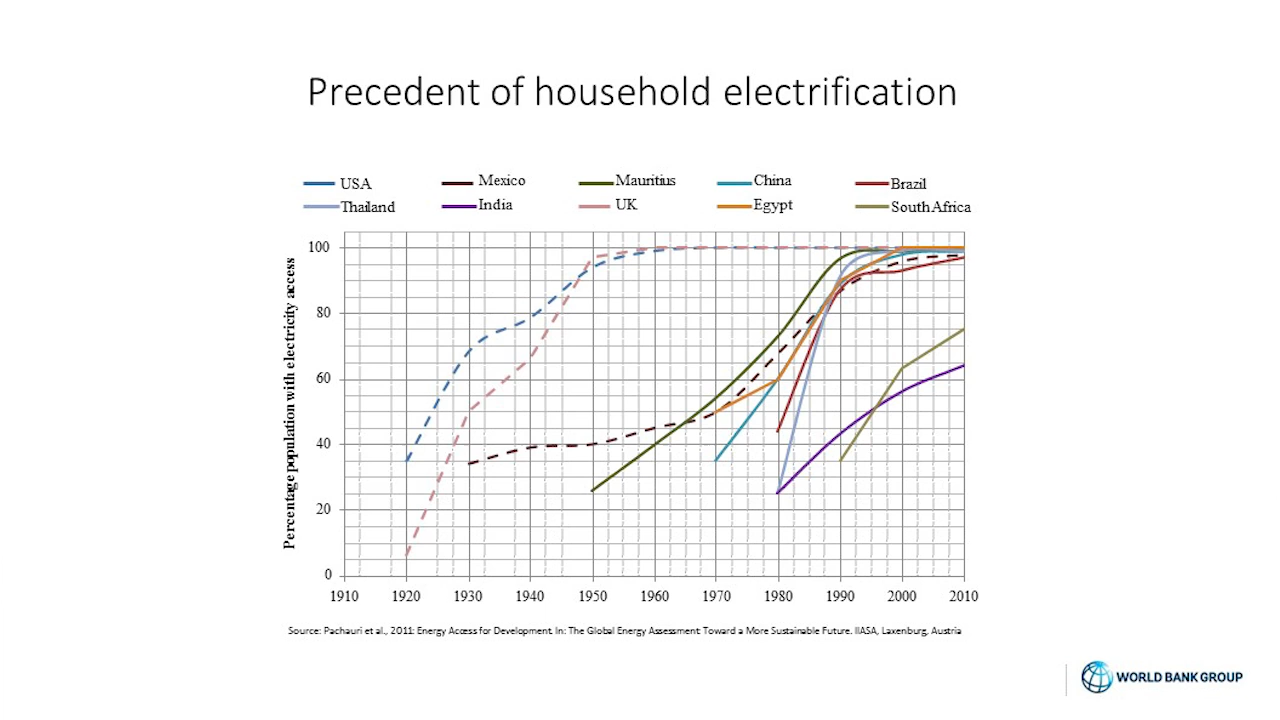 Precedent of household electrification
USA Mexico Mauritius China Brazil
Thailand India UK Egypt South Africa
Percentage population with electricity access
100
80
60
40
20
0
1910 1920 1930 1940 1950 1960 1970 1980 1990 2000 2010
Source: Pachauri et al., 2011: Energy Access for Development. In: The Global Energy Assessment: Toward a More Sustainable Future. IIASA, Laxenburg, Austria
WORLD BANK GROUP